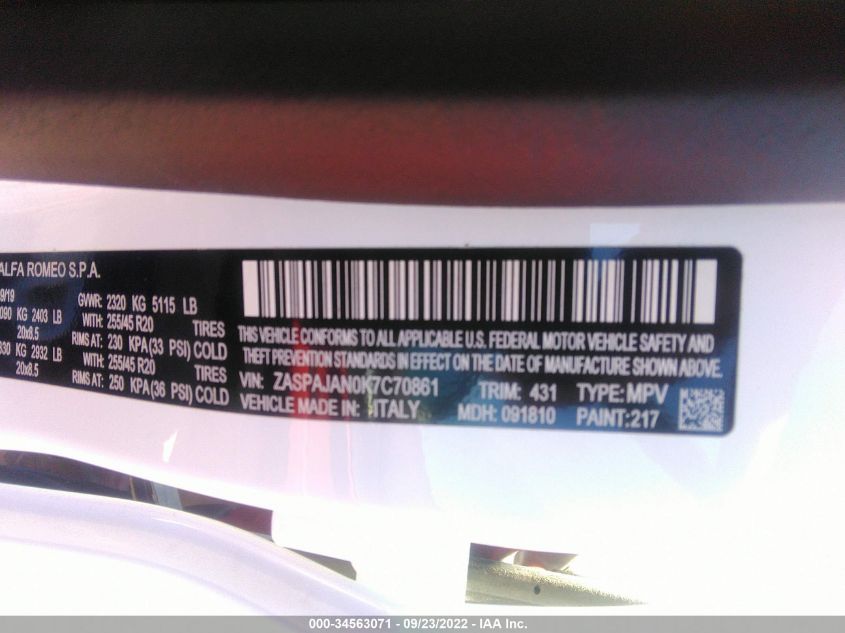 ALFA ROMEO S.P.A.
9/19 GVWR: 2320 KG 5115 LB
090 KG 2403 LB WITH: 255/45 R20 TIRES
20x8.5 RIMS AT: 230 KPA(33 PSI) COLD
330 KG 2932 LB WITH: 255/45 R20 TIRES
20x8.5 RIMS AT: 250 KPA(36 PSI) COLD
THIS VEHICLE CONFORMS TO ALL APPLICABLE U.S. FEDERAL MOTOR VEHICLE SAFETY AND
THEFT PREVENTION STANDARDS IN EFFECT ON THE DATE OF MANUFACTURE SHOWN ABOVE.
VIN: ZASPAJAN0K7C70861 TRIM: 431 TYPE: MPV
VEHICLE MADE IN: ITALY MDH: 091810 PAINT: 217
000-34563071 - 09/23/2022 - IAA Inc.